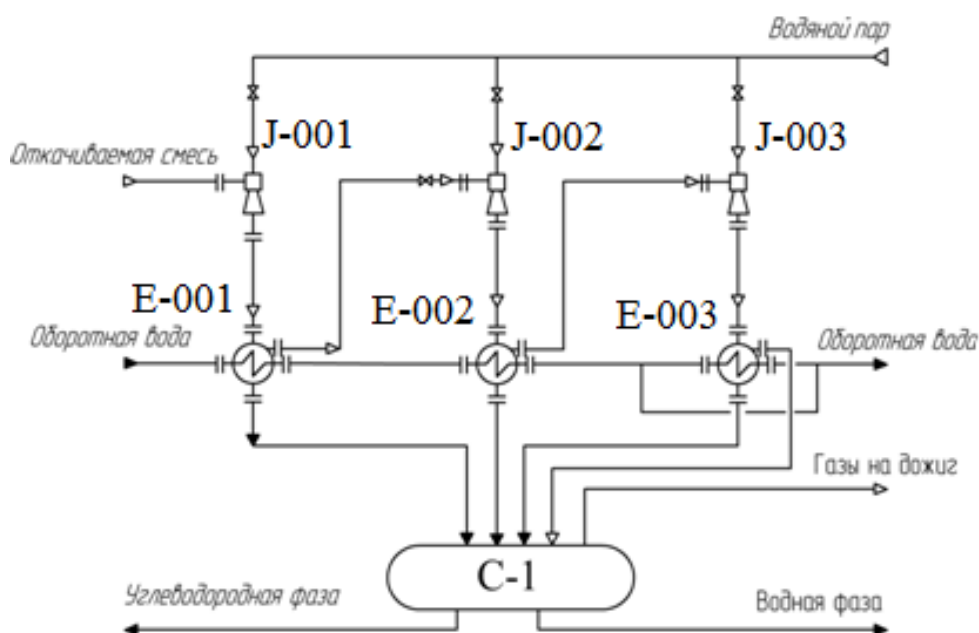 Водяной пар
J-001
J-002
J-003
Откачиваемая смесь
E-001
E-002
E-003
Оборотная вода
Оборотная вода
Газы на дожиг
C-1
Углеводородная фаза
Водная фаза